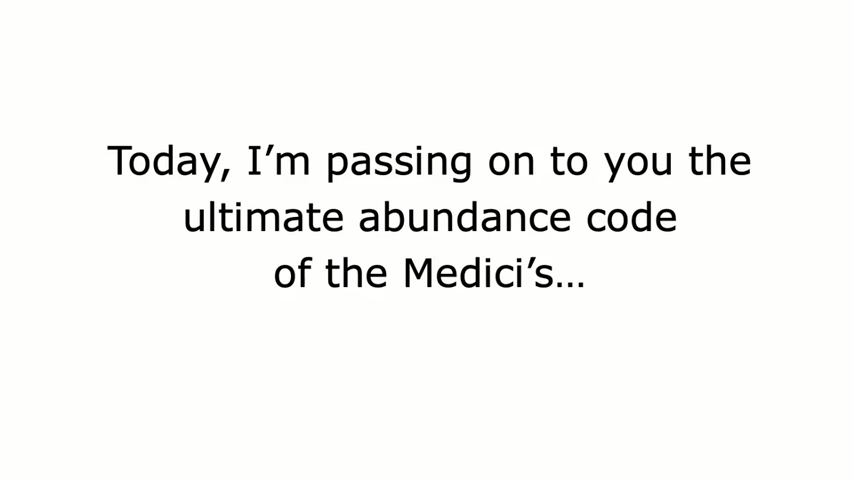 Today, I’m passing on to you the
ultimate abundance code
of the Medici’s…